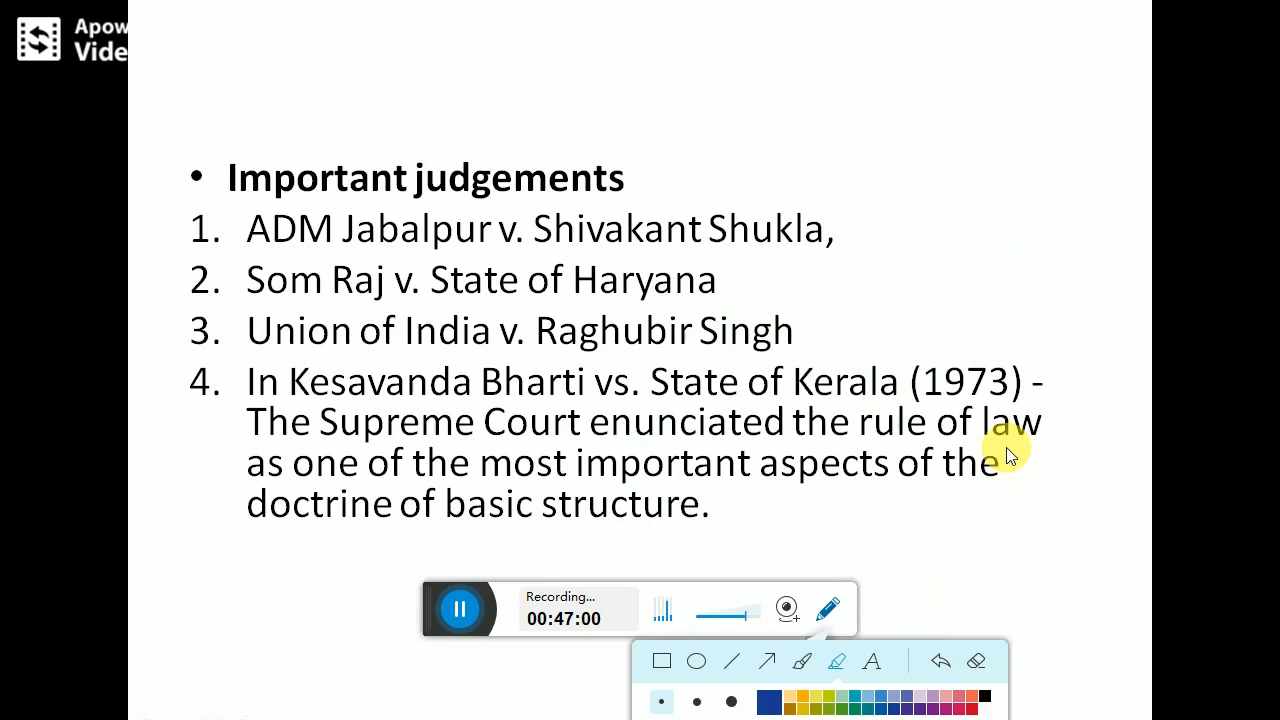 Apow
Vide
• Important judgements
1. ADM Jabalpur v. Shivakant Shukla,
2. Som Raj v. State of Haryana
3. Union of India v. Raghubir Singh
4. In Kesavanda Bharti vs. State of Kerala (1973) -
The Supreme Court enunciated the rule of law
as one of the most important aspects of the
doctrine of basic structure.
Recording...
00:47:00
A